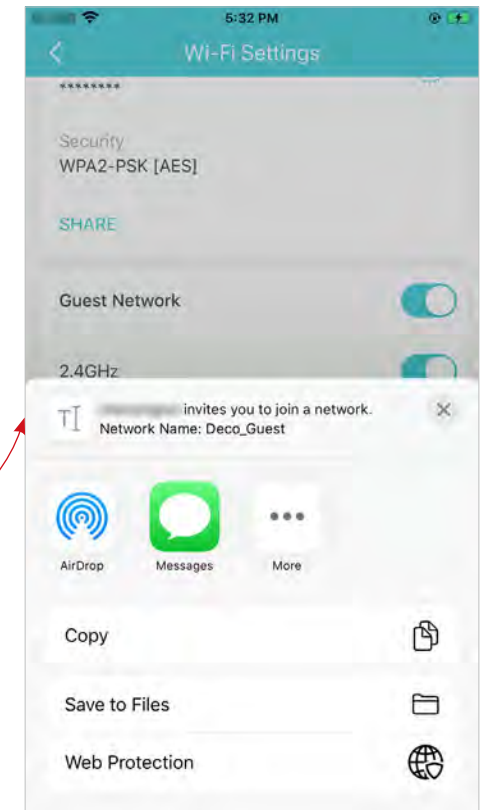 5:32 PM
Wi-Fi Settings
********
Security
WPA2-PSK [AES]
SHARE
Guest Network
2.4GHz
invites you to join a network.
Network Name: Deco_Guest
AirDrop
Messages
More
Copy
Save to Files
Web Protection